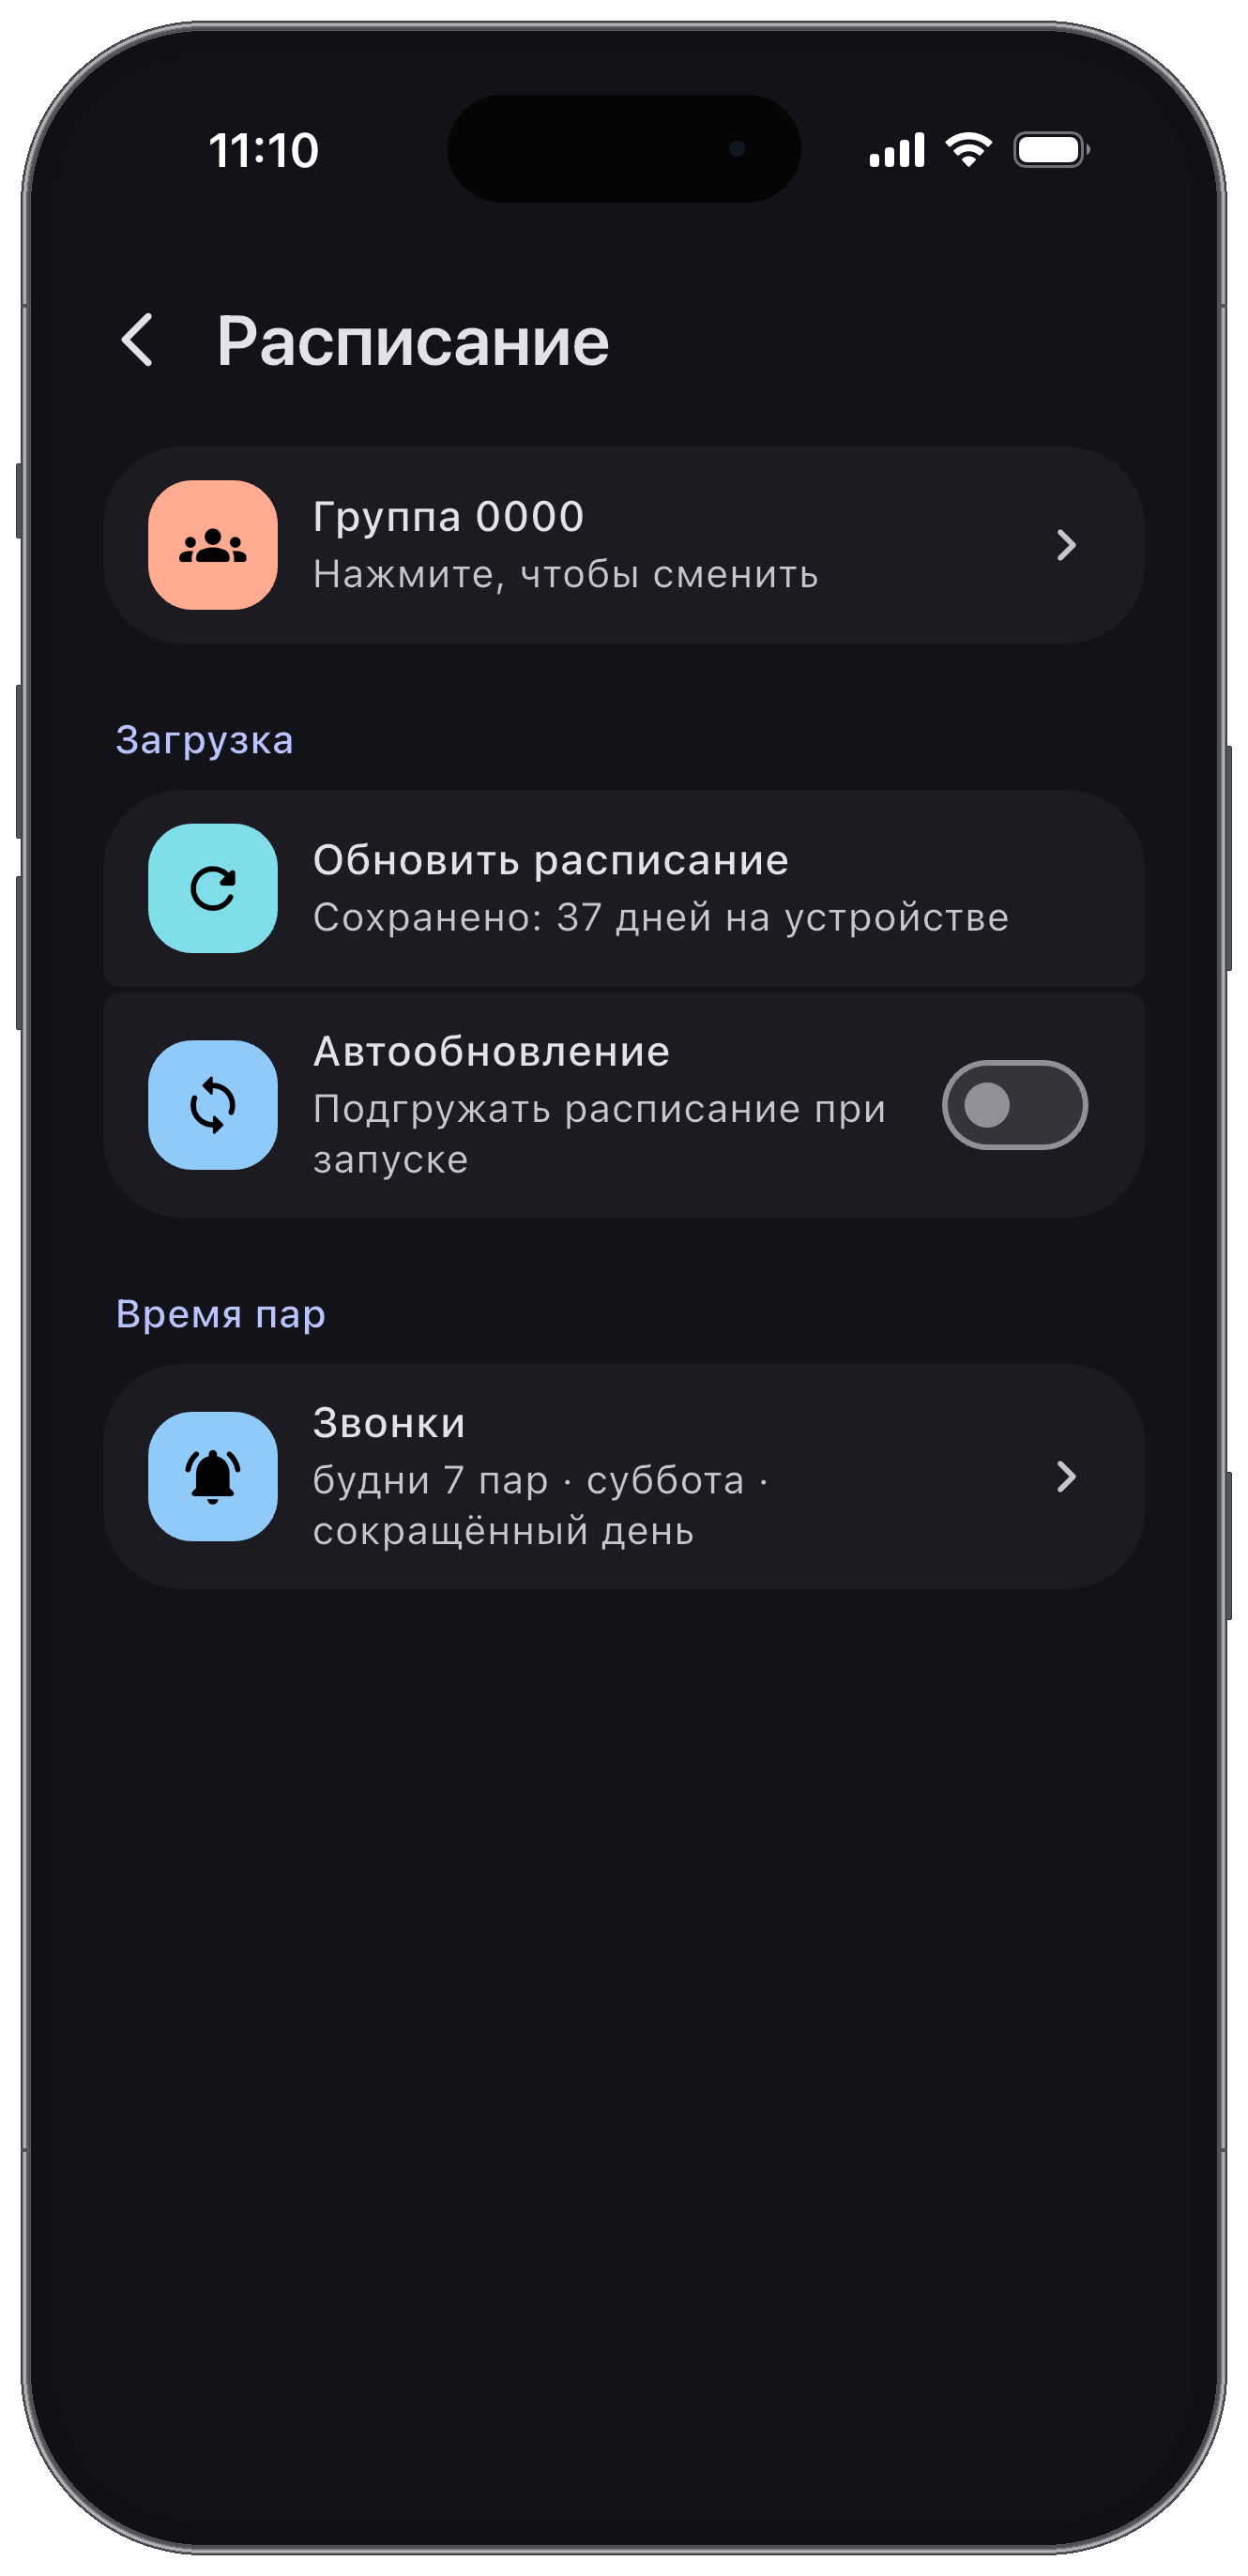 11:10
Расписание
Группа 0000
Нажмите, чтобы сменить
Загрузка
Обновить расписание
Сохранено: 37 дней на устройстве
Автообновление
Подгружать расписание при
запуске
Время пар
Звонки
будни 7 пар · суббота ·
сокращённый день